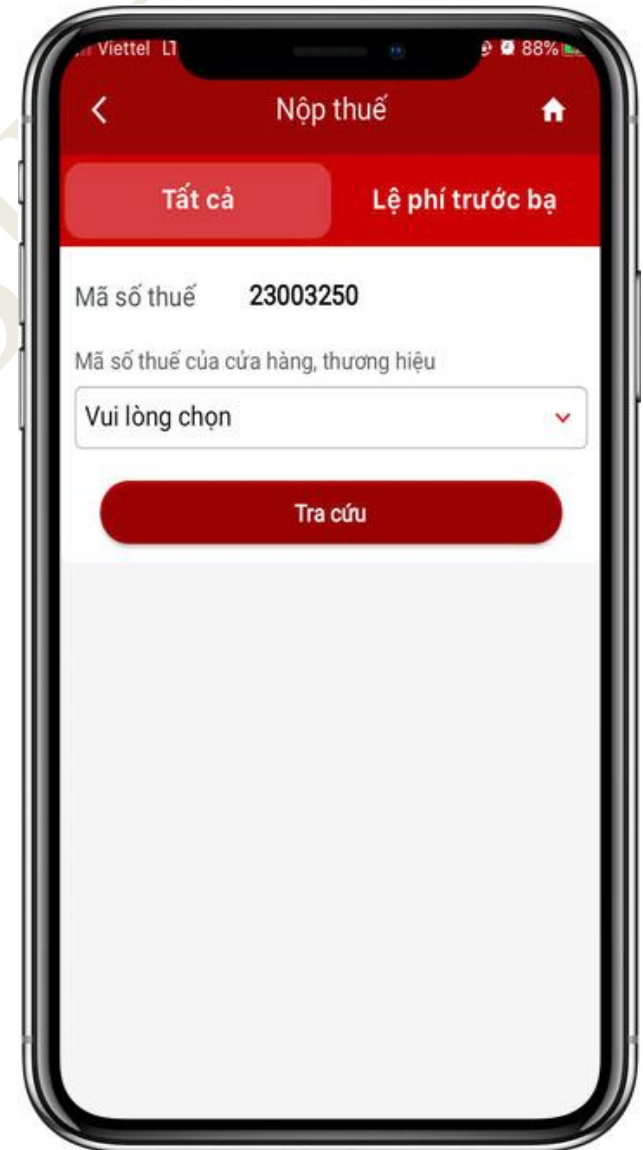 Viettel LT
88%
Nộp thuế
Tất cả
Lệ phí trước bạ
Mã số thuế 23003250
Mã số thuế của cửa hàng, thương hiệu
Vui lòng chọn
Tra cứu